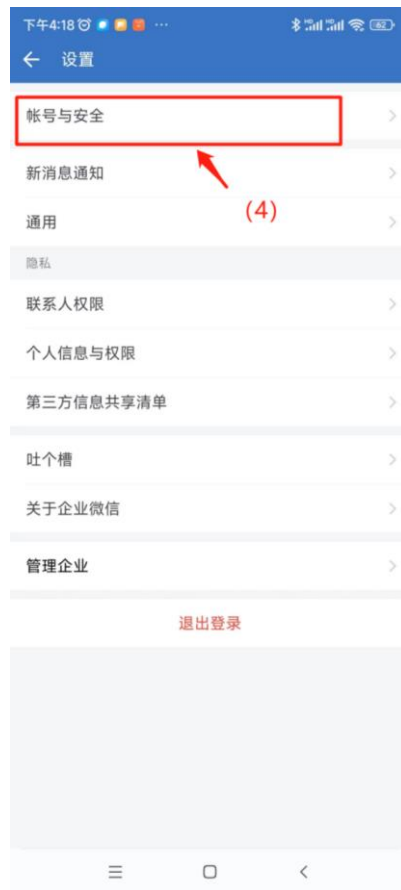 下午4:18
62
设置
帐号与安全
新消息通知
(4)
通用
隐私
联系人权限
个人信息与权限
第三方信息共享清单
吐个槽
关于企业微信
管理企业
退出登录